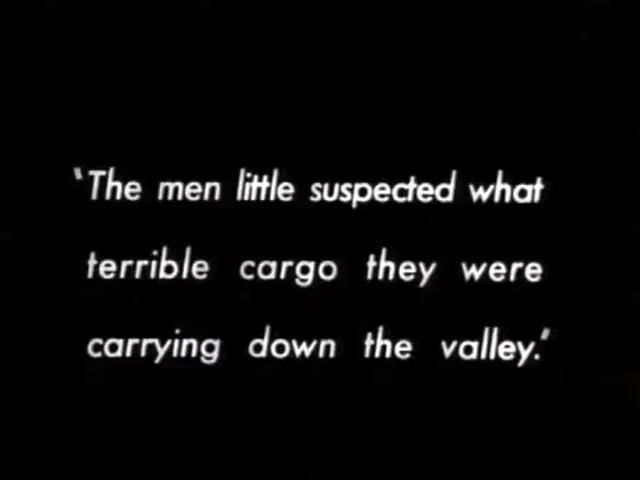 'The men little suspected what
terrible cargo they were
carrying down the valley.'